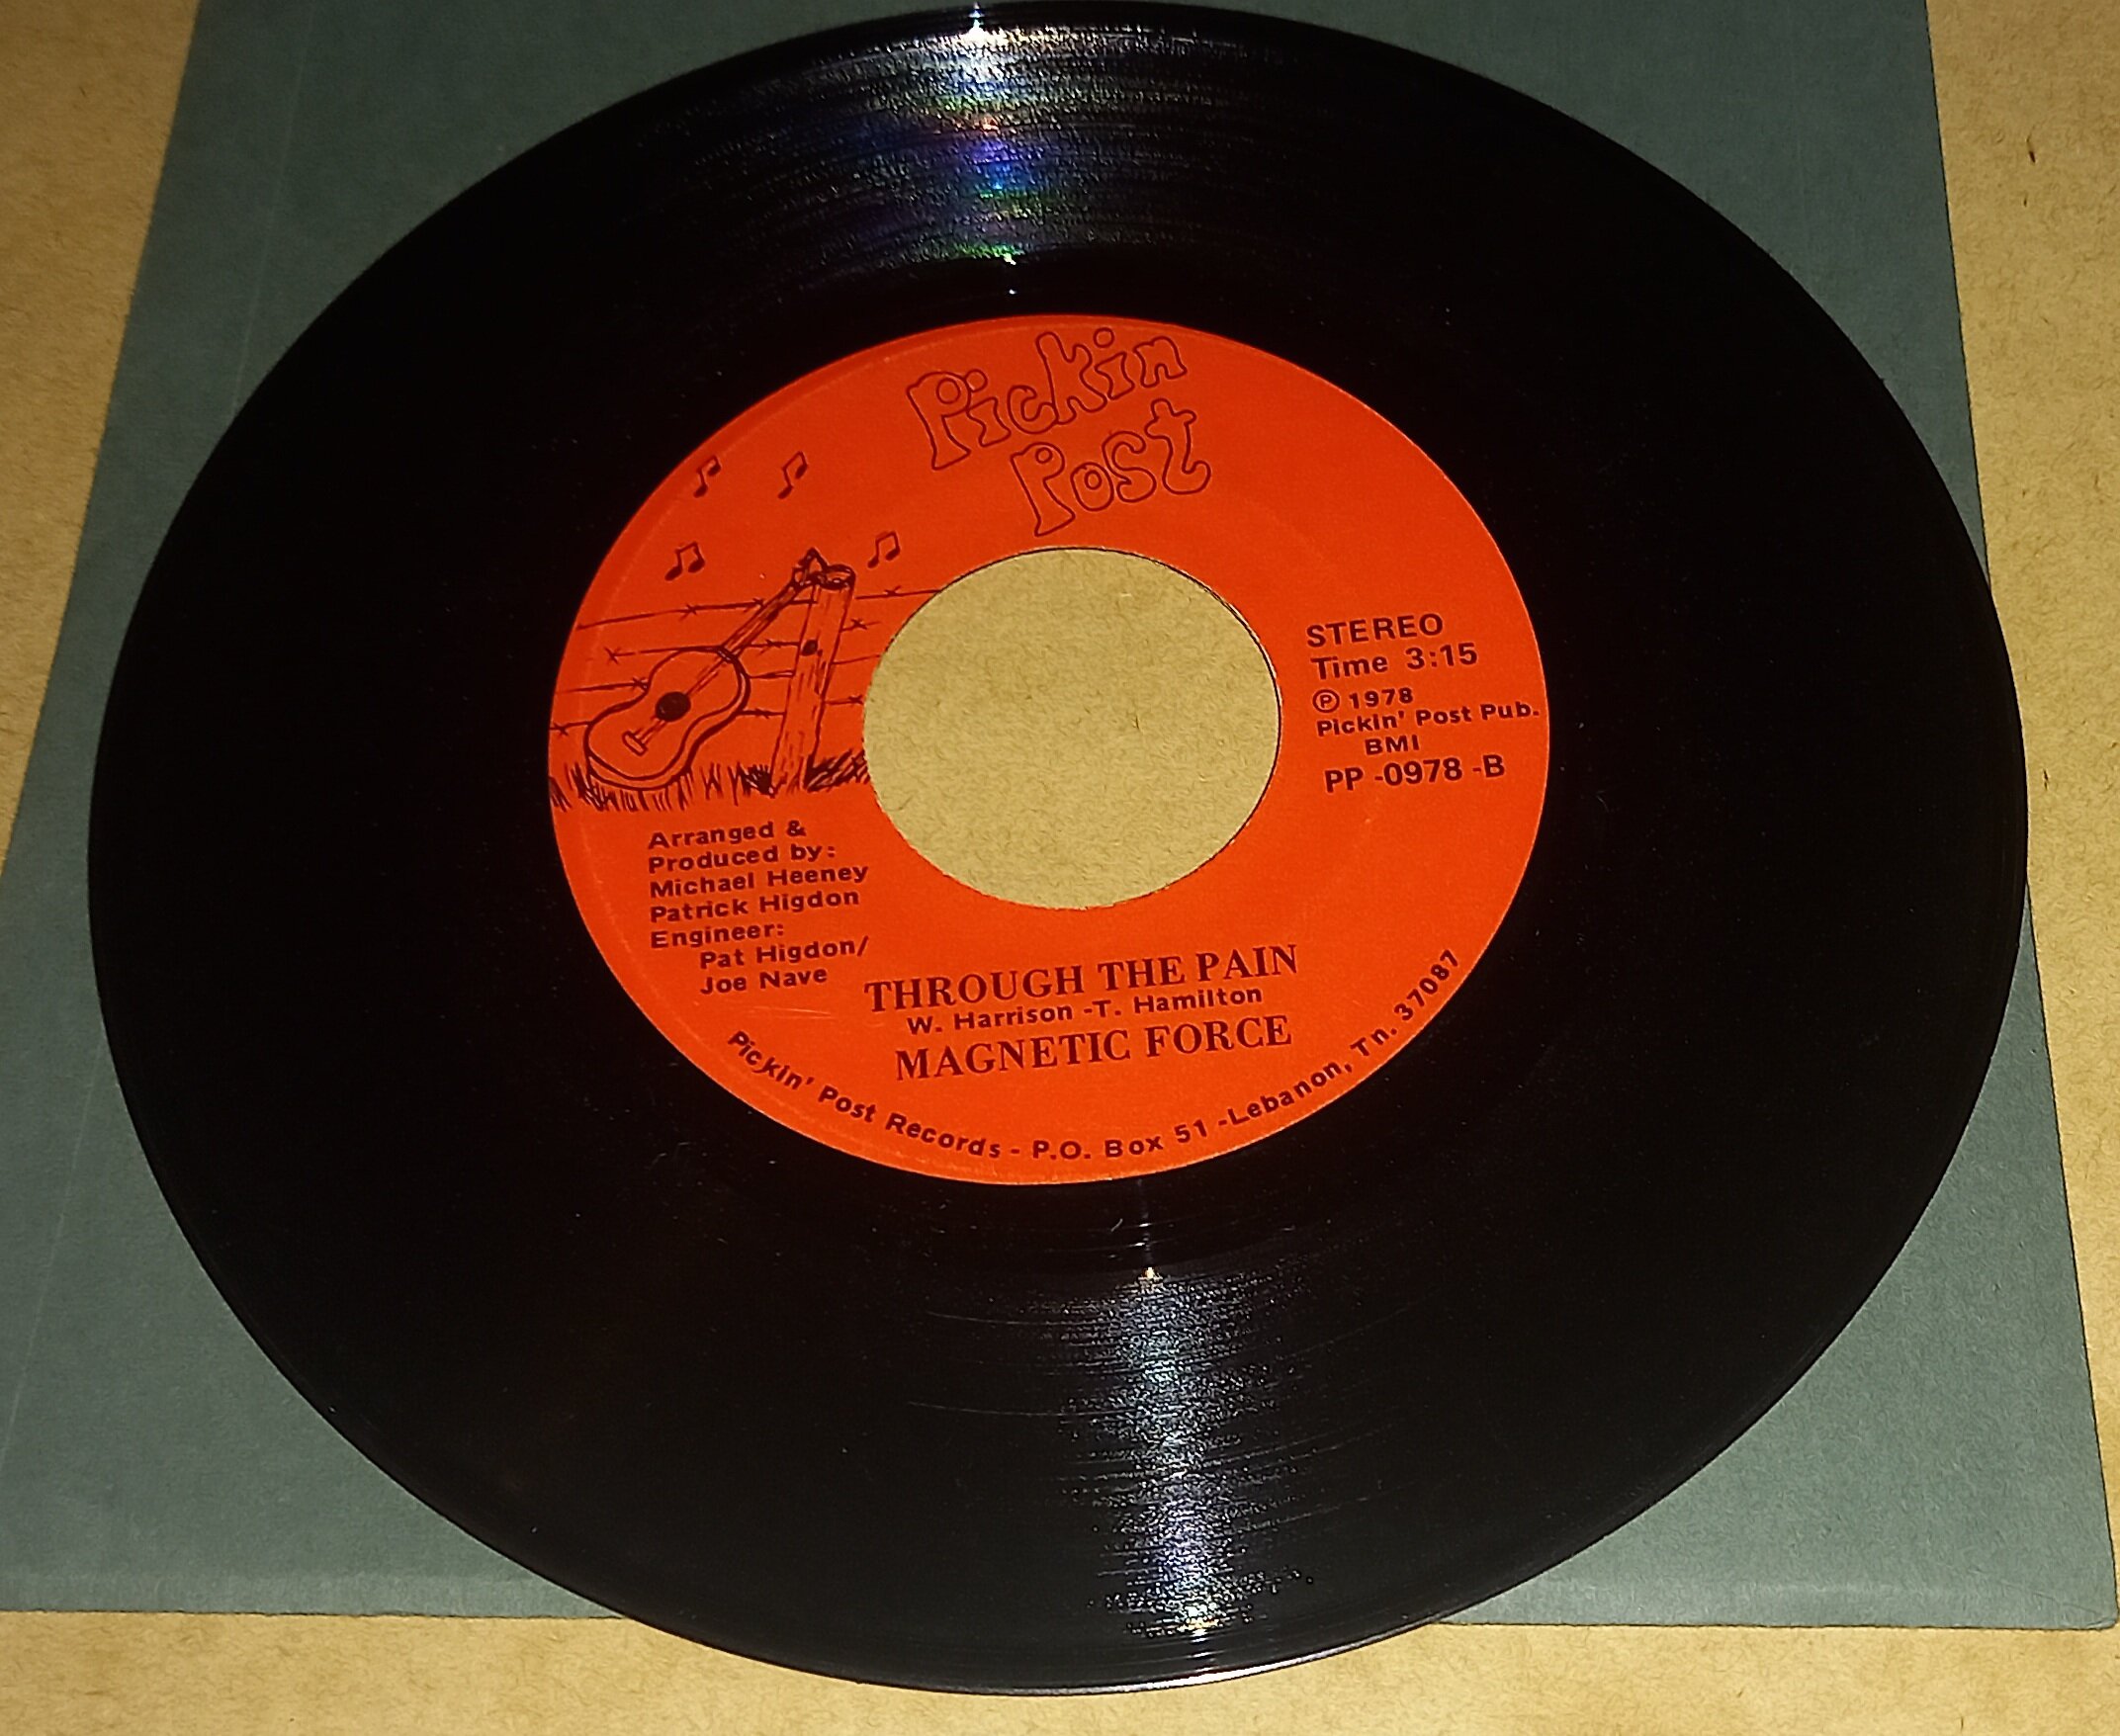 Pickin
Post
STEREO
Time 3:15
℗ 1978
Pickin' Post Pub.
BMI
PP -0978 -B
Arranged &
Produced by:
Michael Heeney
Patrick Higdon
Engineer:
Pat Higdon/
Joe Nave
THROUGH THE PAIN
W. Harrison -T. Hamilton
MAGNETIC FORCE
Pickin' Post Records - P.O. Box 51 -Lebanon, Tn. 37087